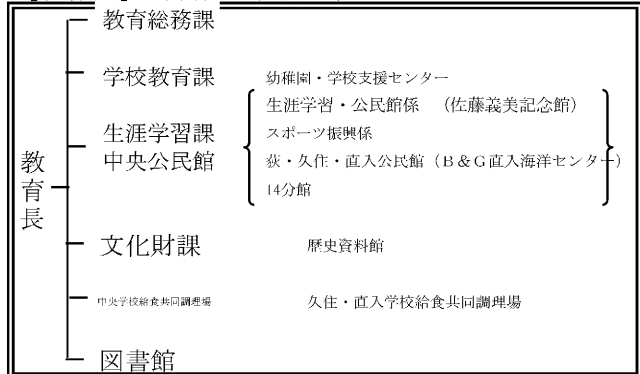 教育総務課
学校教育課 幼稚園・学校支援センター
生涯学習課
中央公民館
生涯学習・公民館係 （佐藤義美記念館）
スポーツ振興係
荻・久住・直入公民館（B＆G直入海洋センター）
14分館
教育長
文化財課 歴史資料館
中央学校給食共同調理場 久住・直入学校給食共同調理場
図書館